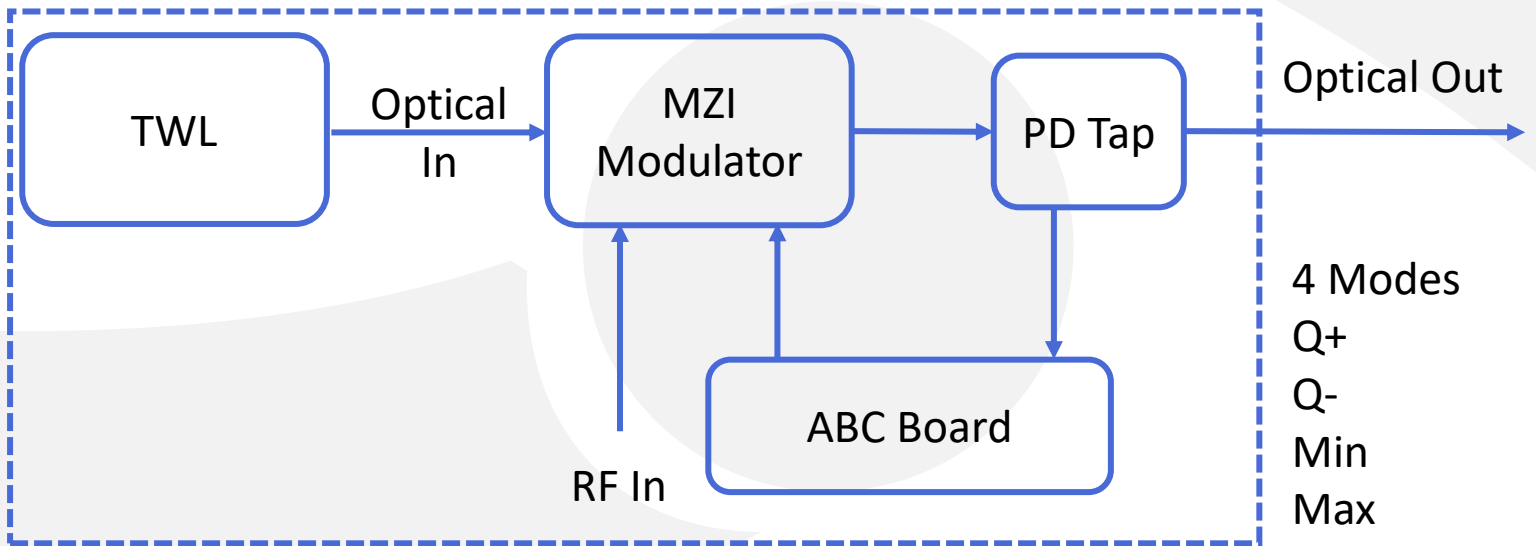 TWL
Optical
In
MZI
Modulator
PD Tap
Optical Out
ABC Board
RF In
4 Modes
Q+
Q-
Min
Max